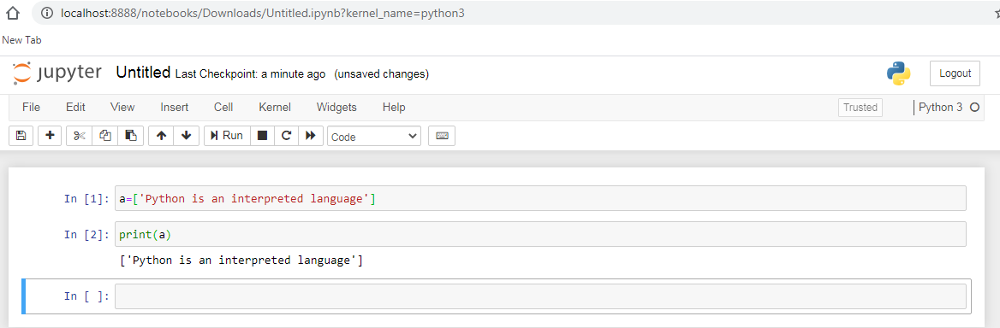 localhost:8888/notebooks/Downloads/Untitled.ipynb?kernel_name=python3
New Tab
jupyter Untitled Last Checkpoint: a minute ago (unsaved changes) Logout
File Edit View Insert Cell Kernel Widgets Help Trusted Python 3
Run Code
In [1]: a=['Python is an interpreted language']
In [2]: print(a)
['Python is an interpreted language']
In [ ]: